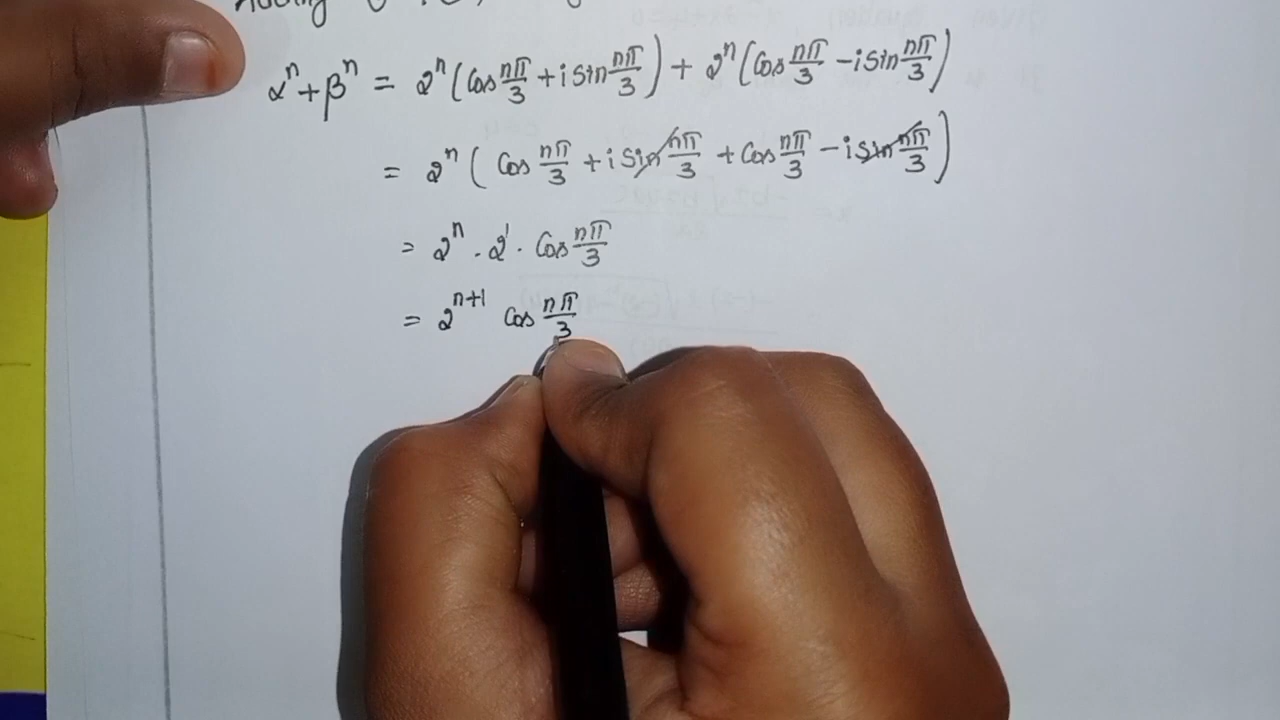 Adding
αⁿ+βⁿ = 2ⁿ(Cos nπ/3 + i Sin nπ/3) + 2ⁿ(Cos nπ/3 − i Sin nπ/3)
= 2ⁿ( Cos nπ/3 + i Sin nπ/3 + Cos nπ/3 − i Sin nπ/3)
= 2ⁿ · 2¹ · Cos nπ/3
= 2ⁿ⁺¹ Cos nπ/3